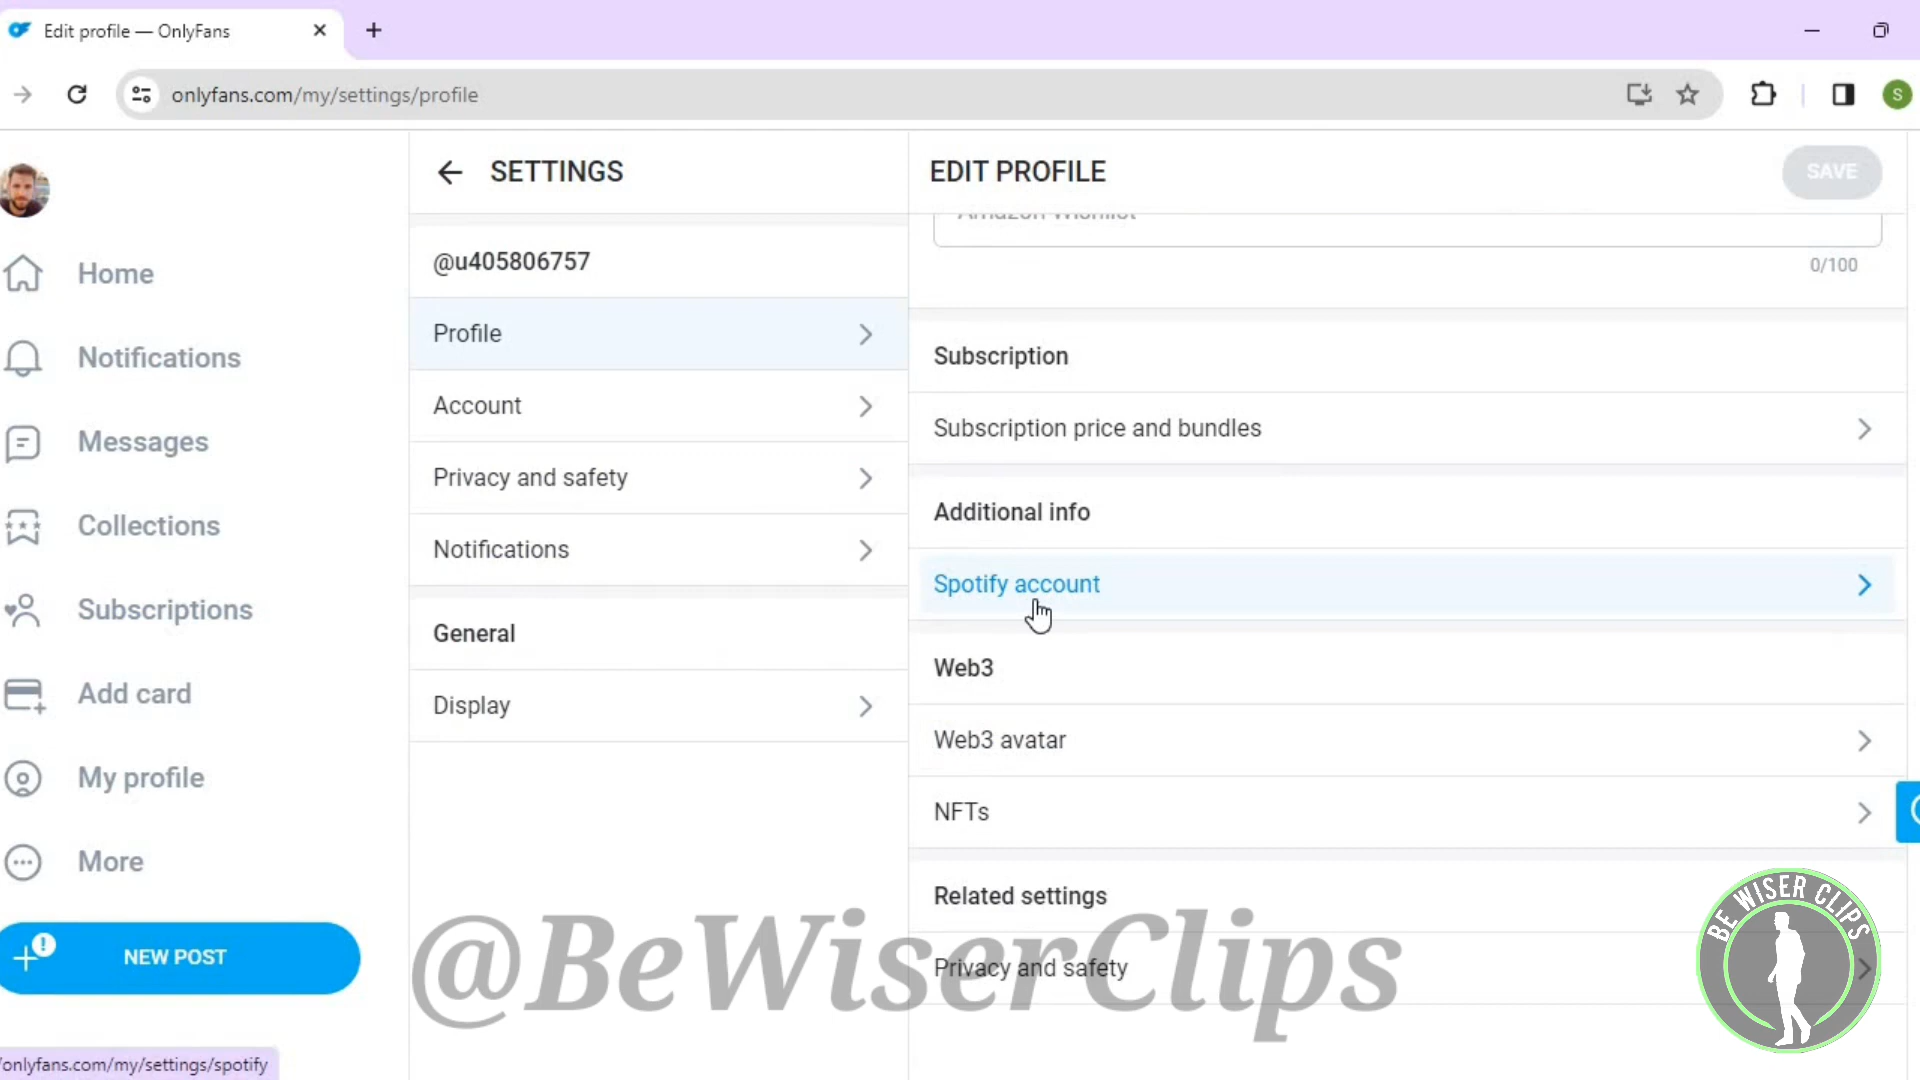 Edit profile — OnlyFans
onlyfans.com/my/settings/profile
S
SETTINGS
EDIT PROFILE
SAVE
Amazon Wishlist
0/100
@u405806757
Home
Notifications
Messages
Collections
Subscriptions
Add card
My profile
More
NEW POST
Profile
Account
Privacy and safety
Notifications
General
Display
Subscription
Subscription price and bundles
Additional info
Spotify account
Web3
Web3 avatar
NFTs
Related settings
Privacy and safety
@BeWiserClips
BE WISER CLIPS
/onlyfans.com/my/settings/spotify